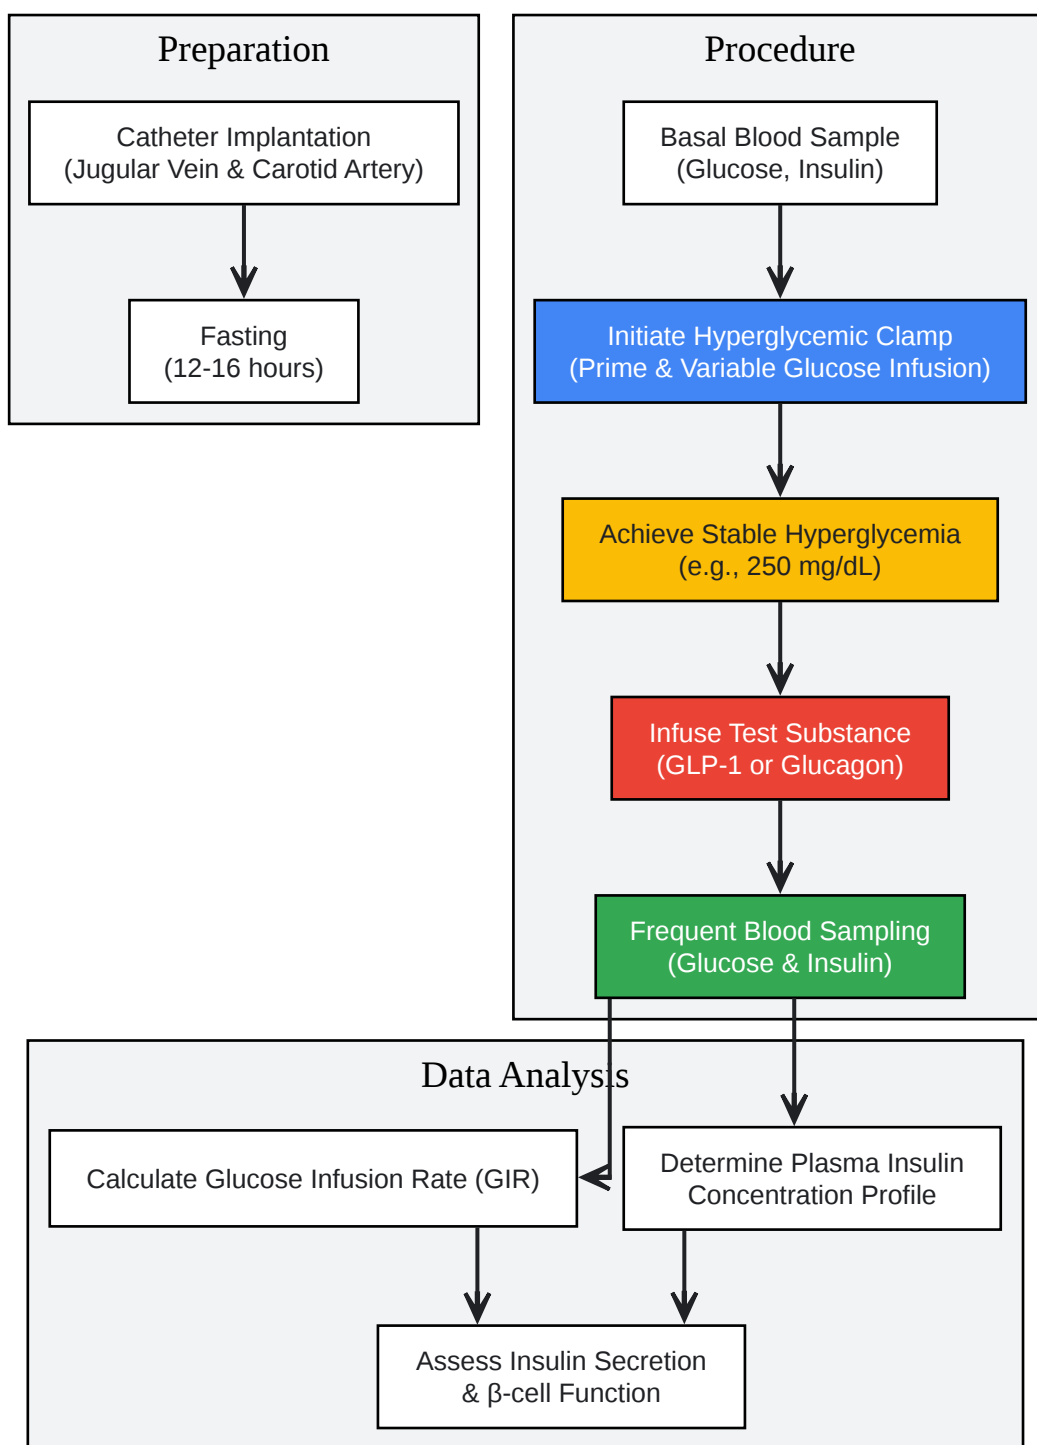 Preparation
Catheter Implantation
(Jugular Vein & Carotid Artery)
Fasting
(12-16 hours)
Procedure
Basal Blood Sample
(Glucose, Insulin)
Initiate Hyperglycemic Clamp
(Prime & Variable Glucose Infusion)
Achieve Stable Hyperglycemia
(e.g., 250 mg/dL)
Infuse Test Substance
(GLP-1 or Glucagon)
Frequent Blood Sampling
(Glucose & Insulin)
Data Analysis
Calculate Glucose Infusion Rate (GIR)
Determine Plasma Insulin
Concentration Profile
Assess Insulin Secretion
& β-cell Function